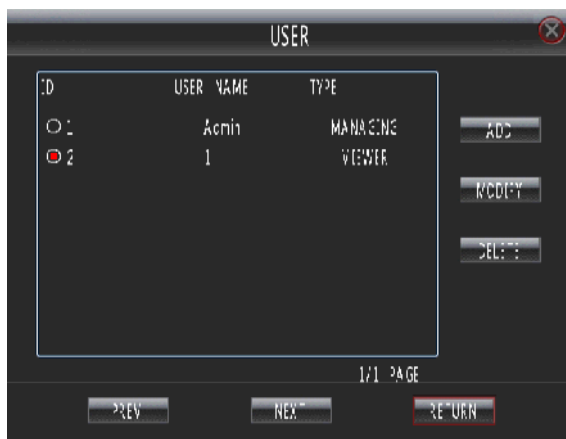 USER
ID USER NAME TYPE
1 Admin MANAGING
2 1 VIEWER
ADD
MODIFY
DELETE
1/1 PAGE
PREV NEXT RETURN